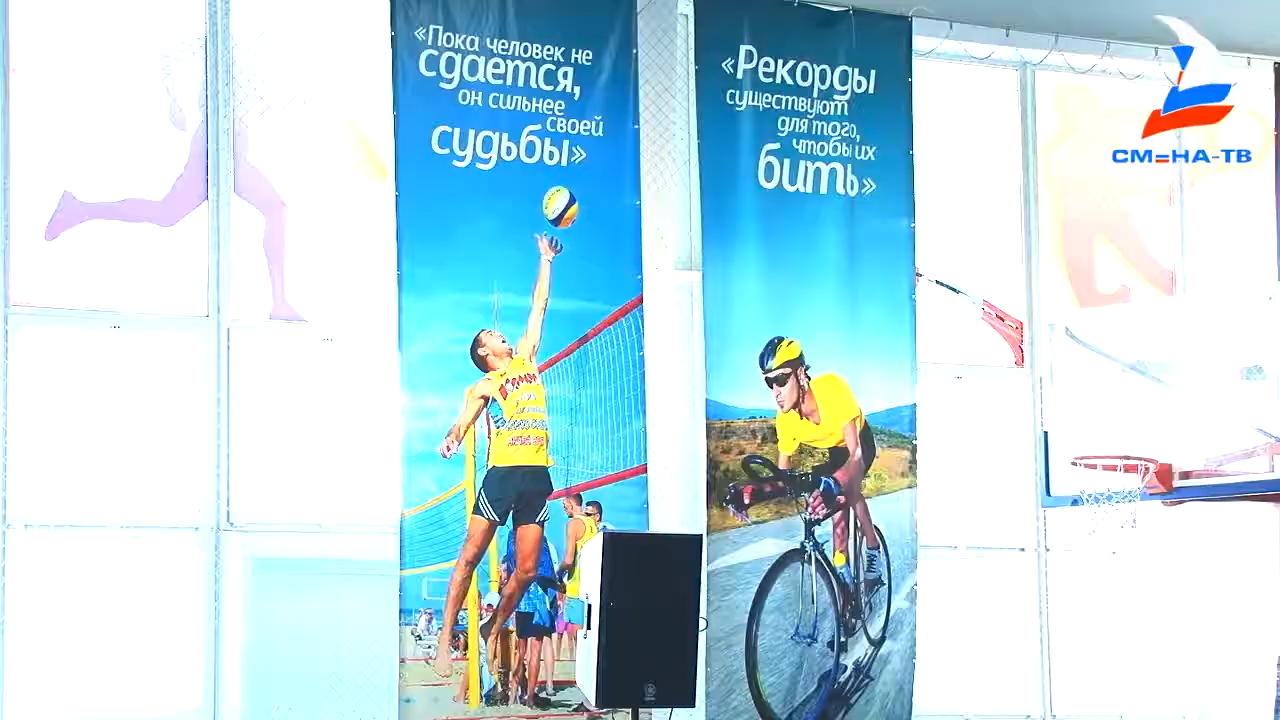 «Пока человек не
сдается,
он сильнее
своей
судьбы»
«Рекорды
существуют
для того,
чтобы их
бить»
СМ=НА-ТВ